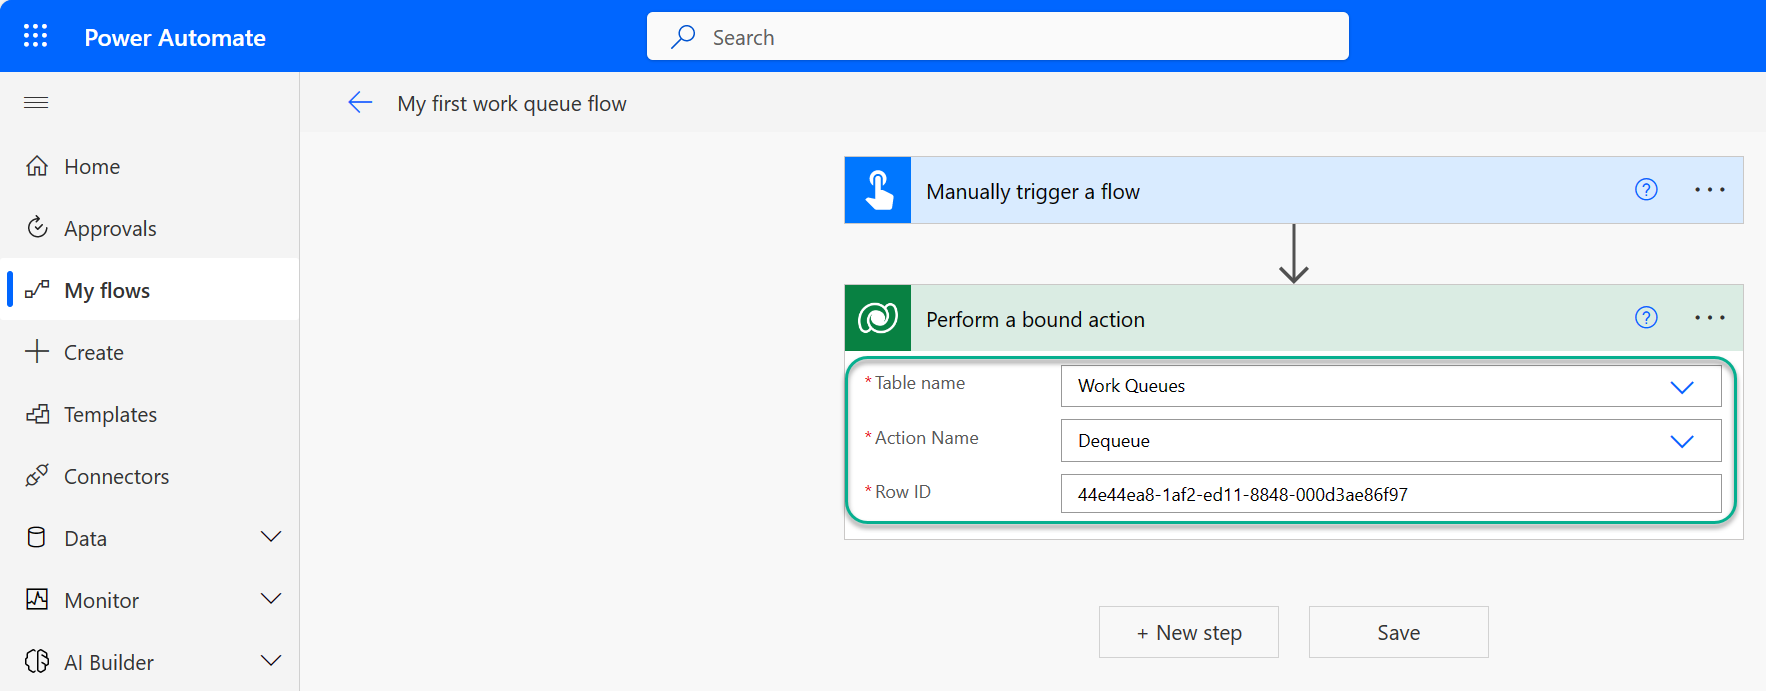 Power Automate
Search
My first work queue flow
Home
Approvals
My flows
Create
Templates
Connectors
Data
Monitor
AI Builder
Manually trigger a flow
?
...
Perform a bound action
?
...
* Table name
Work Queues
* Action Name
Dequeue
* Row ID
44e44ea8-1af2-ed11-8848-000d3ae86f97
+ New step
Save